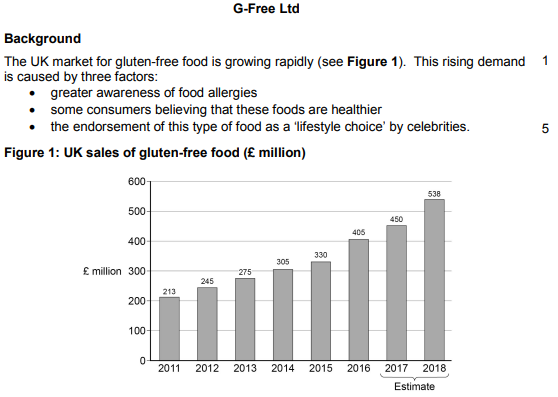 G-Free Ltd
Background
The UK market for gluten-free food is growing rapidly (see Figure 1). This rising demand 1
is caused by three factors:
• greater awareness of food allergies
• some consumers believing that these foods are healthier
• the endorsement of this type of food as a ‘lifestyle choice’ by celebrities. 5
Figure 1: UK sales of gluten-free food (£ million)
600
538
500
450
405
400
330
305
£ million 300
275
245
213
200
100
0
2011 2012 2013 2014 2015 2016 2017 2018
Estimate